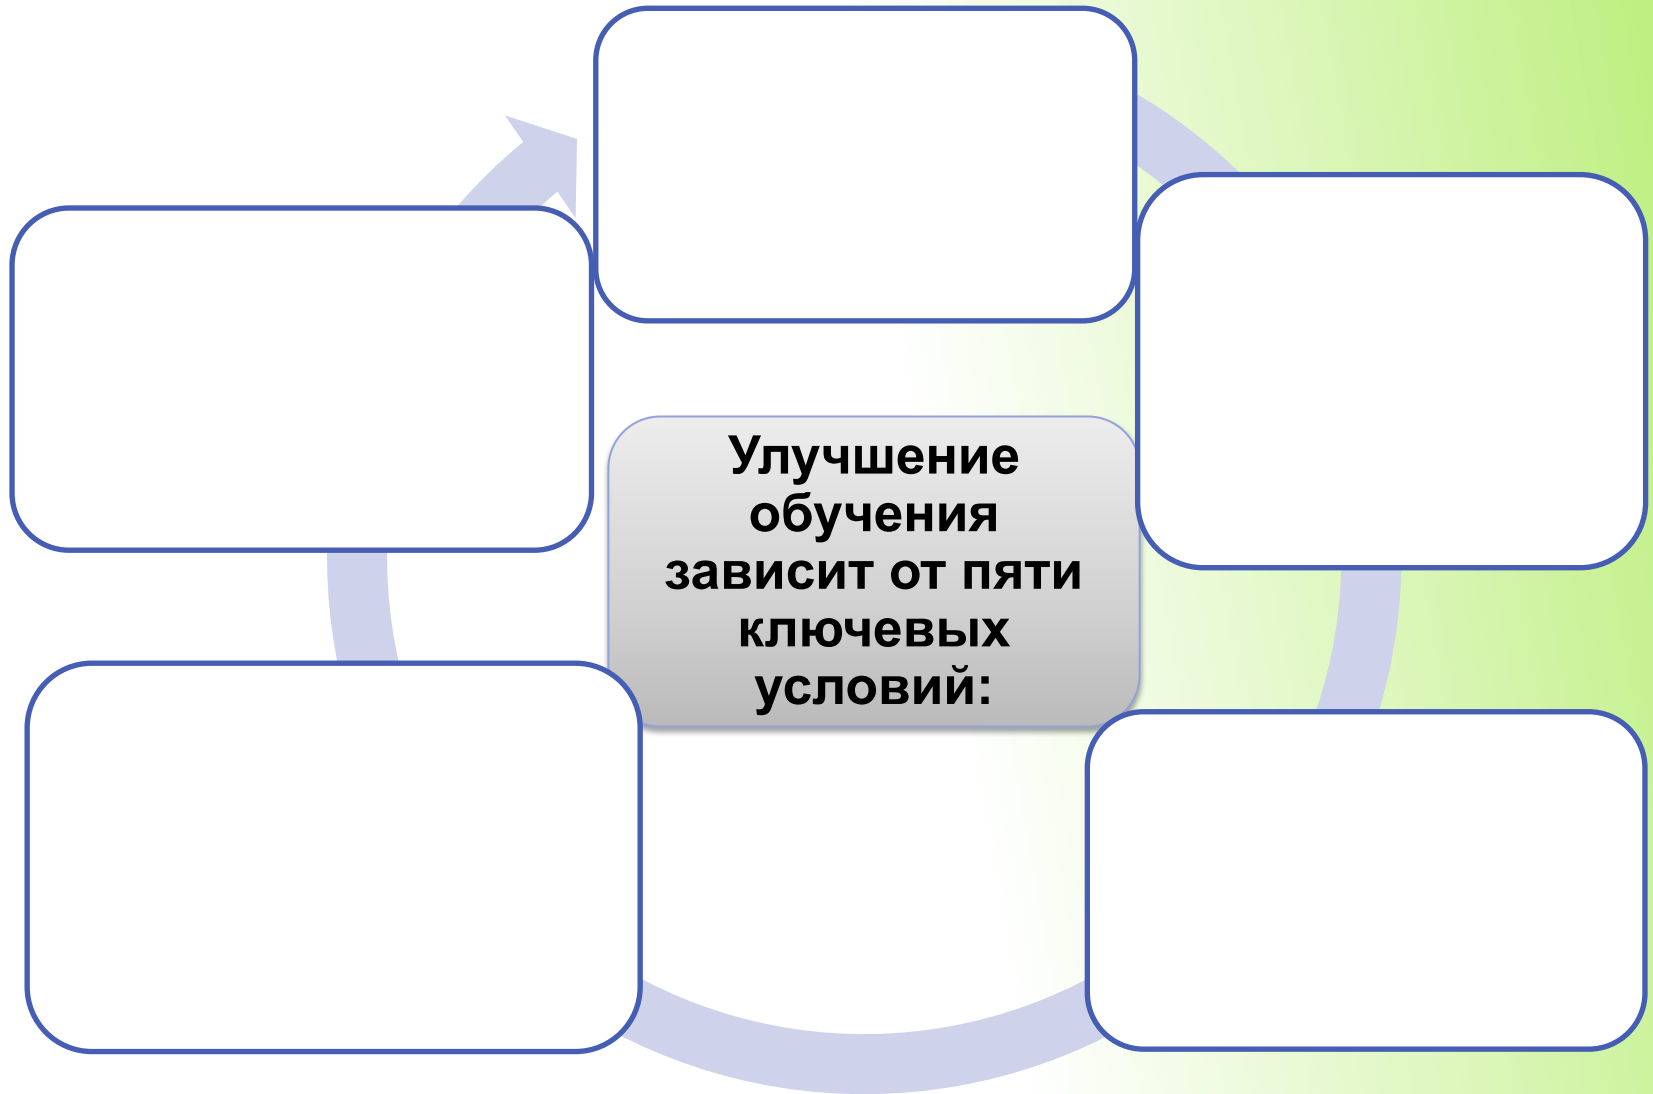 Улучшение
обучения
зависит от пяти
ключевых
условий: